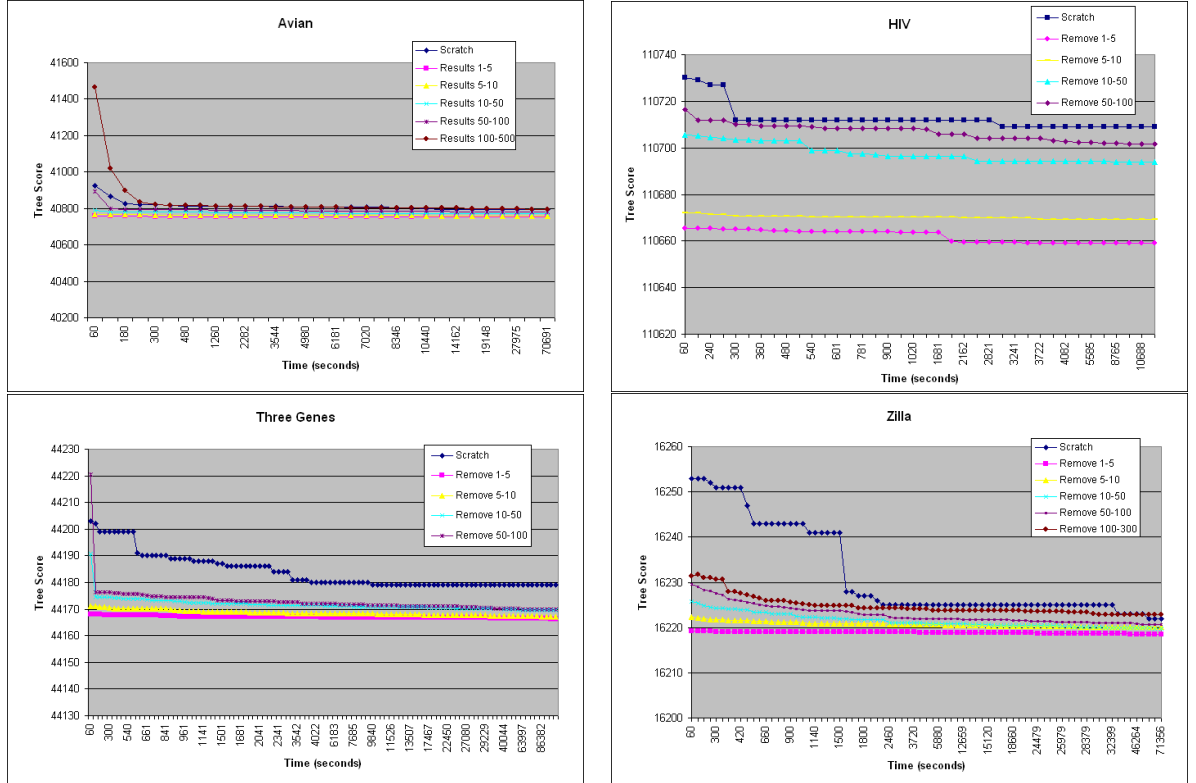 Avian
Scratch
Results 1-5
Results 5-10
Results 10-50
Results 50-100
Results 100-500
Tree Score
41600
41400
41200
41000
40800
40600
40400
40200
60 180 300 480 1260 2282 3544 4980 6181 7020 8346 10440 14162 19148 27975 70691
Time (seconds)
HIV
Scratch
Remove 1-5
Remove 5-10
Remove 10-50
Remove 50-100
Tree Score
110740
110720
110700
110680
110660
110640
110620
60 240 300 360 480 540 601 781 900 1020 1681 2162 2821 3241 3722 4082 5585 8765 10688
Time (seconds)
Three Genes
Scratch
Remove 1-5
Remove 5-10
Remove 10-50
Remove 50-100
Tree Score
44230
44220
44210
44200
44190
44180
44170
44160
44150
44140
44130
60 300 540 661 841 961 1141 1501 1681 2041 3421 4022 6183 7685 9840 11526 13507 17467 22460 27080 29229 40044 63997 86382
Time (seconds)
Zilla
Scratch
Remove 1-5
Remove 5-10
Remove 10-50
Remove 50-100
Remove 100-300
Tree Score
16260
16250
16240
16230
16220
16210
16200
60 300 420 660 900 1140 1500 1800 2460 3720 5890 12659 15120 18660 24479 25979 28379 32399 46264 71356
Time (seconds)